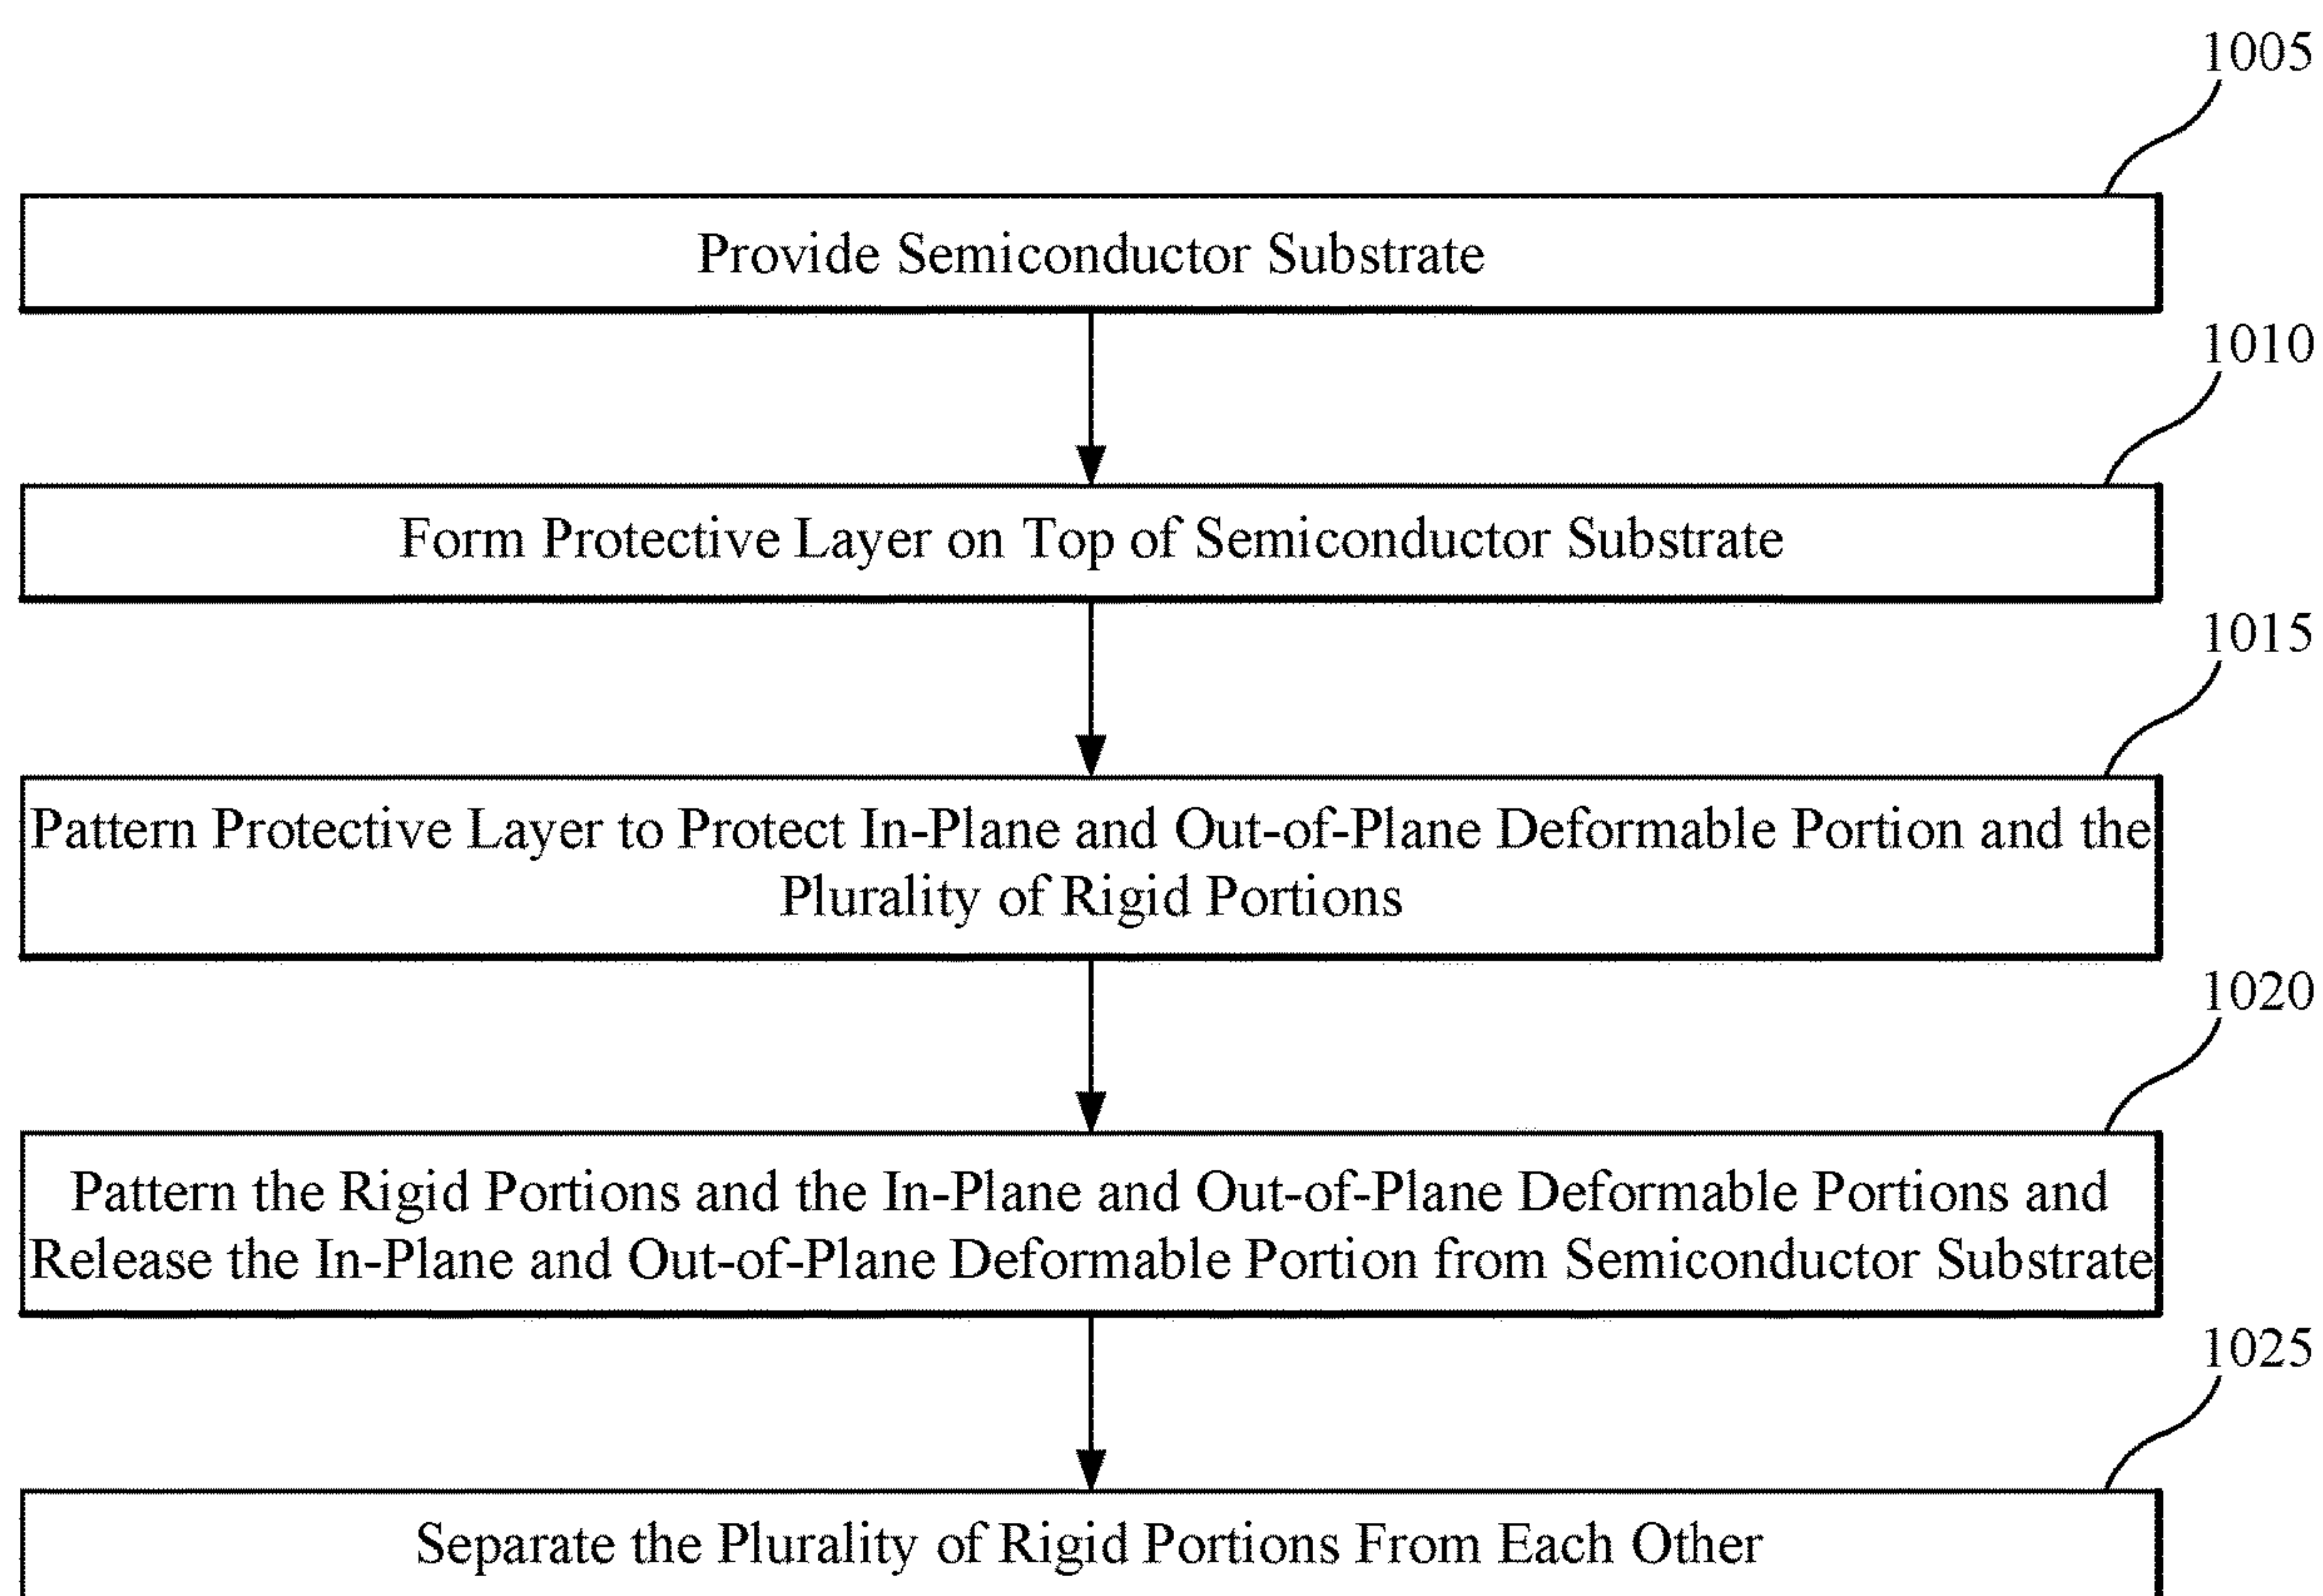 1005
Provide Semiconductor Substrate
1010
Form Protective Layer on Top of Semiconductor Substrate
1015
Pattern Protective Layer to Protect In-Plane and Out-of-Plane Deformable Portion and the
Plurality of Rigid Portions
1020
Pattern the Rigid Portions and the In-Plane and Out-of-Plane Deformable Portions and
Release the In-Plane and Out-of-Plane Deformable Portion from Semiconductor Substrate
1025
Separate the Plurality of Rigid Portions From Each Other